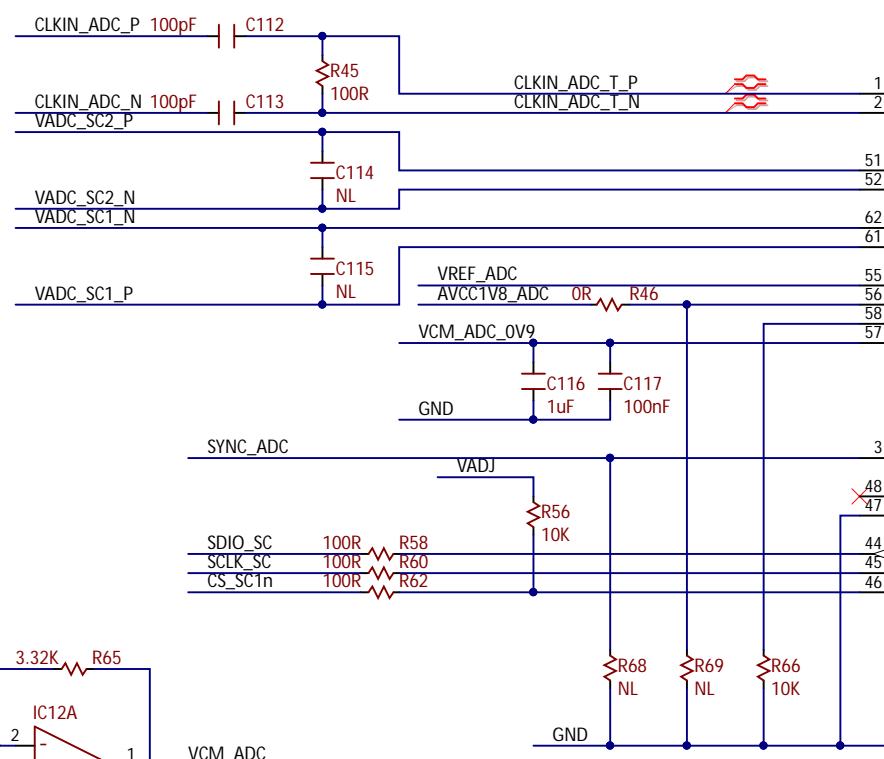 CLKIN_ADC_P 100pF C112
R45
100R
CLKIN_ADC_T_P 1
CLKIN_ADC_N 100pF C113 CLKIN_ADC_T_N 2
VADC_SC2_P
51
C114
52
VADC_SC2_N NL
VADC_SC1_N 62
61
C115
VREF_ADC 55
VADC_SC1_P NL AVCC1V8_ADC 0R R46 56
58
VCM_ADC_0V9 57
C116 C117
GND 1uF 100nF
SYNC_ADC 3
VADJ
48
47
R56
10K
SDIO_SC 100R R58 44
SCLK_SC 100R R60 45
CS_SC1n 100R R62 46
3.32K R65 R68 R69 R66
NL NL 10K
IC12A
2 - GND
1 VCM_ADC